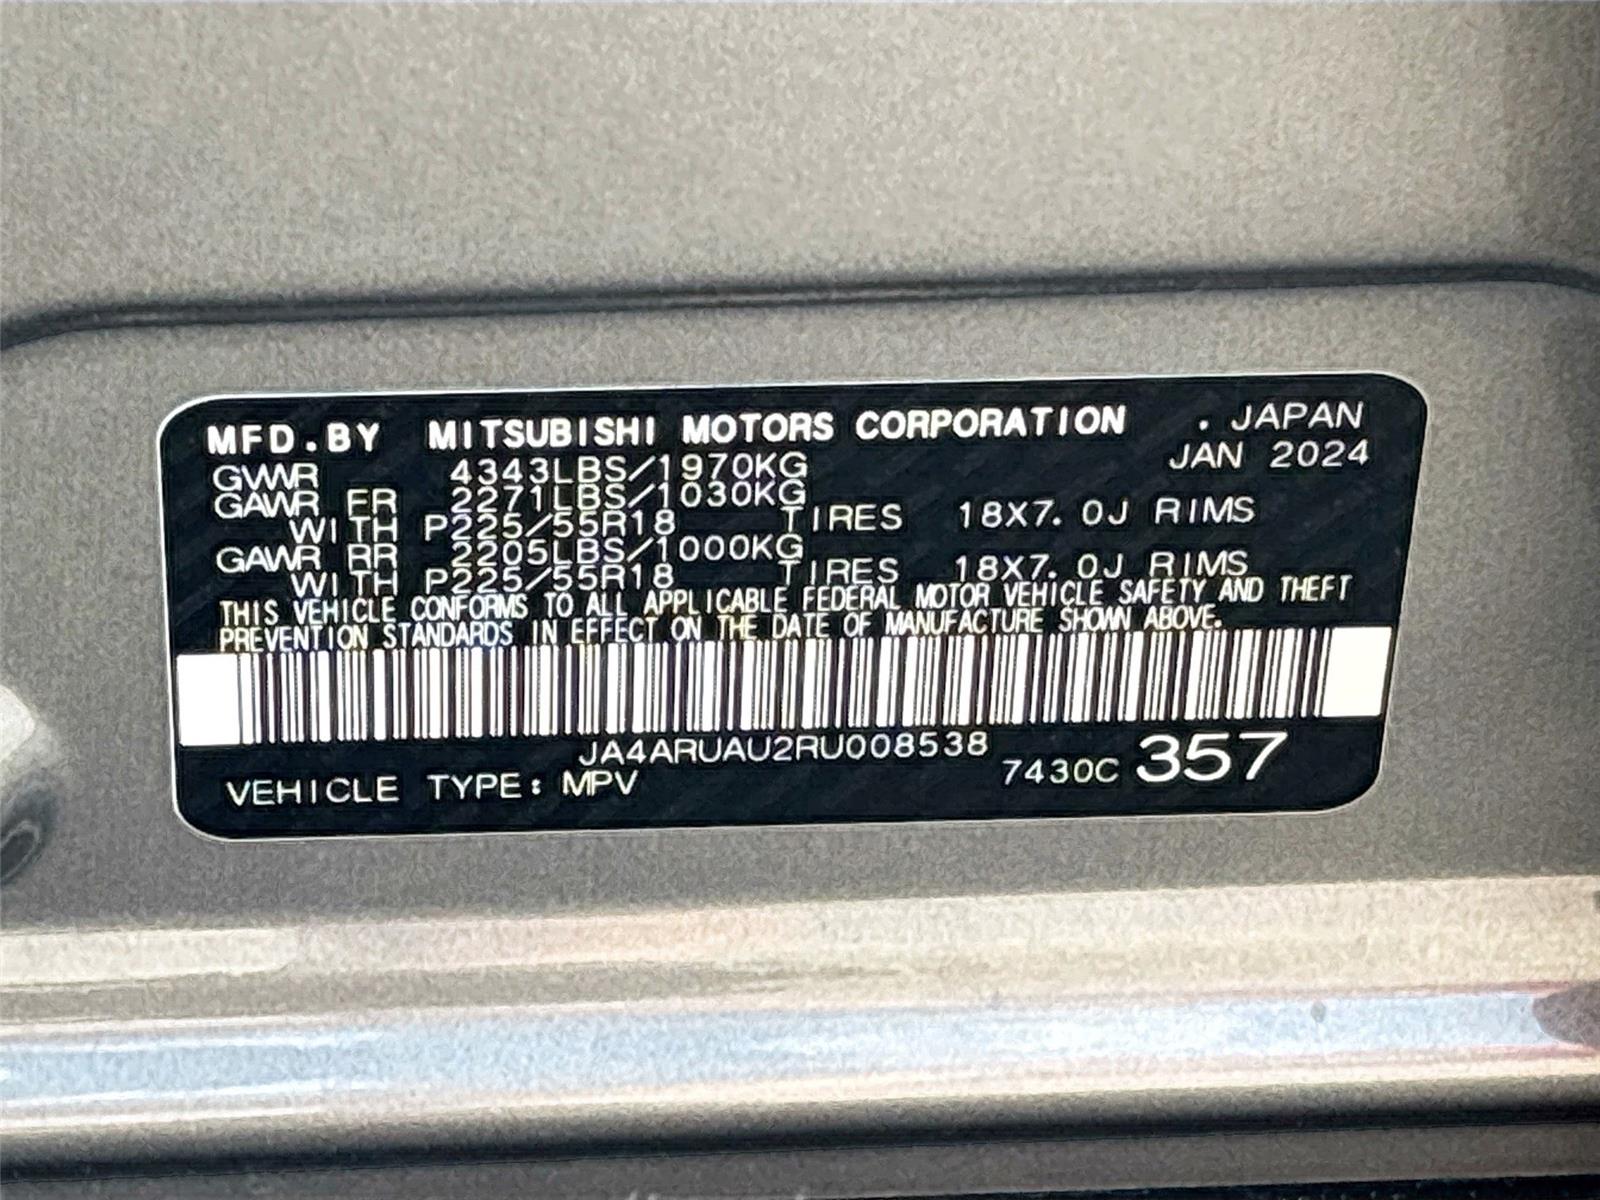 MFD.BY MITSUBISHI MOTORS CORPORATION . JAPAN
JAN 2024
GVWR 4343LBS/1970KG
GAWR FR 2271LBS/1030KG
WITH P225/55R18 TIRES 18X7.0J RIMS
GAWR RR 2205LBS/1000KG
WITH P225/55R18 TIRES 18X7.0J RIMS
THIS VEHICLE CONFORMS TO ALL APPLICABLE FEDERAL MOTOR VEHICLE SAFETY AND THEFT
PREVENTION STANDARDS IN EFFECT ON THE DATE OF MANUFACTURE SHOWN ABOVE.
JA4ARUAU2RU008538
VEHICLE TYPE: MPV 7430C 357